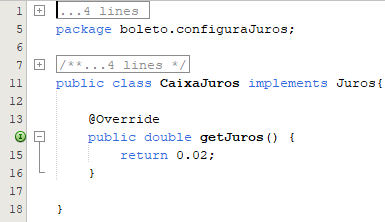 1 ...4 lines
5 package boleto.configuraJuros;
6
7 /**...4 lines */
11 public class CaixaJuros implements Juros{
12
13 @Override
public double getJuros() {
15 return 0.02;
16 }
17
18 }